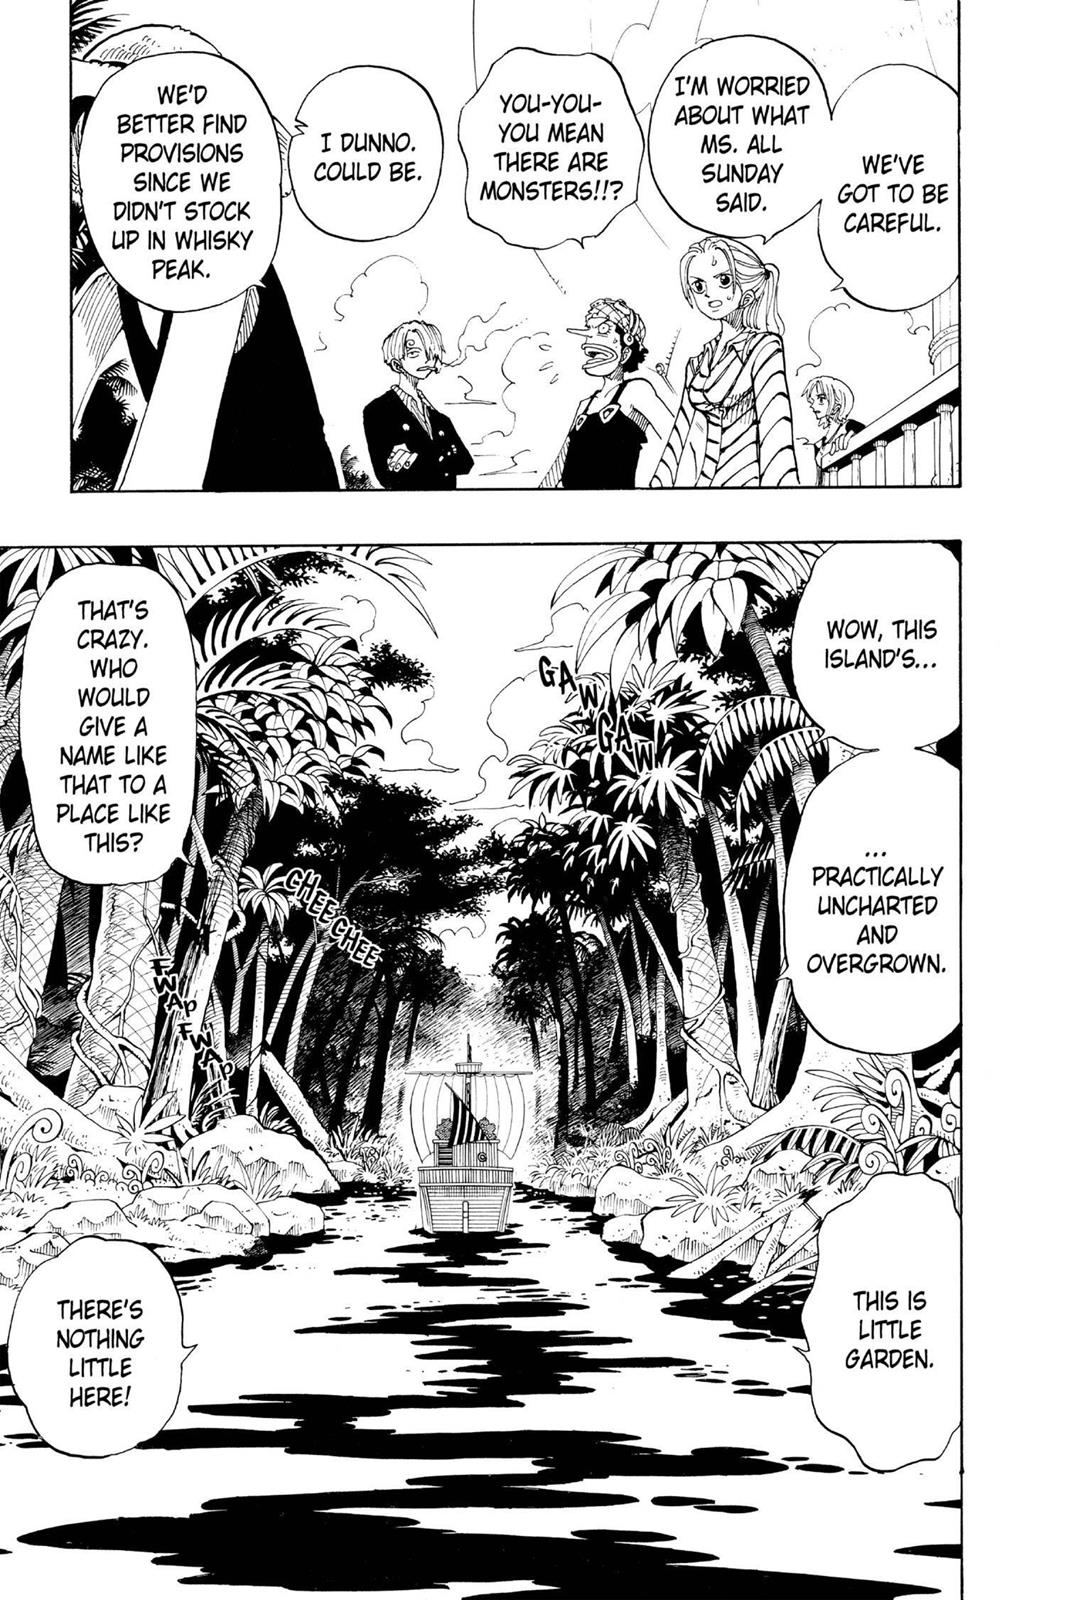 WE'VE
GOT TO BE
CAREFUL.
I'M WORRIED
ABOUT WHAT
MS. ALL
SUNDAY
SAID.
YOU-YOU-
YOU MEAN
THERE ARE
MONSTERS!!?
I DUNNO.
COULD BE.
WE'D
BETTER FIND
PROVISIONS
SINCE WE
DIDN'T STOCK
UP IN WHISKY
PEAK.
WOW, THIS
ISLAND'S...
...
PRACTICALLY
UNCHARTED
AND
OVERGROWN.
GAW
GAW
CHEE CHEE
FWAP
FWAP
THAT'S
CRAZY.
WHO
WOULD
GIVE A
NAME LIKE
THAT TO A
PLACE LIKE
THIS?
THIS IS
LITTLE
GARDEN.
THERE'S
NOTHING
LITTLE
HERE!